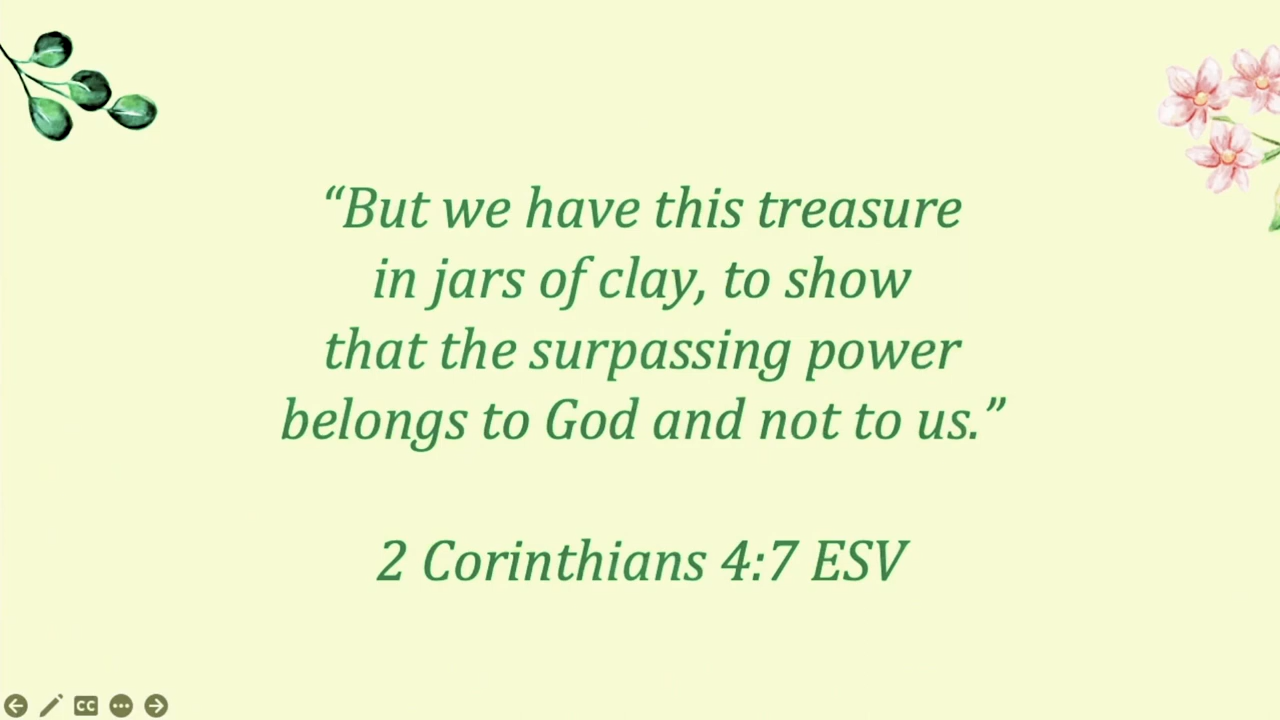 “But we have this treasure
in jars of clay, to show
that the surpassing power
belongs to God and not to us.”
2 Corinthians 4:7 ESV
CC